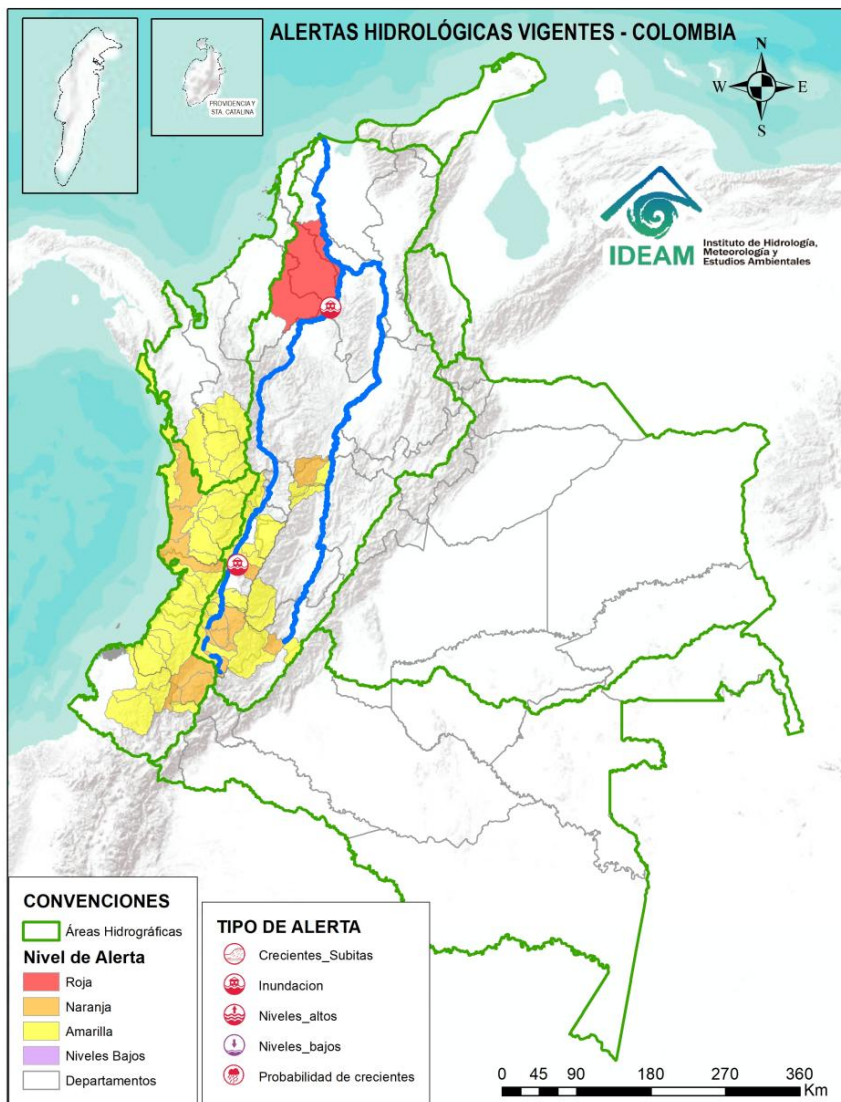 ALERTAS HIDROLÓGICAS VIGENTES - COLOMBIA
PROVIDENCIA Y
STA. CATALINA
N
W
E
S
IDEAM
Instituto de Hidrología,
Meteorología y
Estudios Ambientales
CONVENCIONES
Áreas Hidrográficas
Nivel de Alerta
Roja
Naranja
Amarilla
Niveles Bajos
Departamentos
TIPO DE ALERTA
Crecientes_Subitas
Inundacion
Niveles_altos
Niveles_bajos
Probabilidad de crecientes
0 45 90 180 270 360
Km